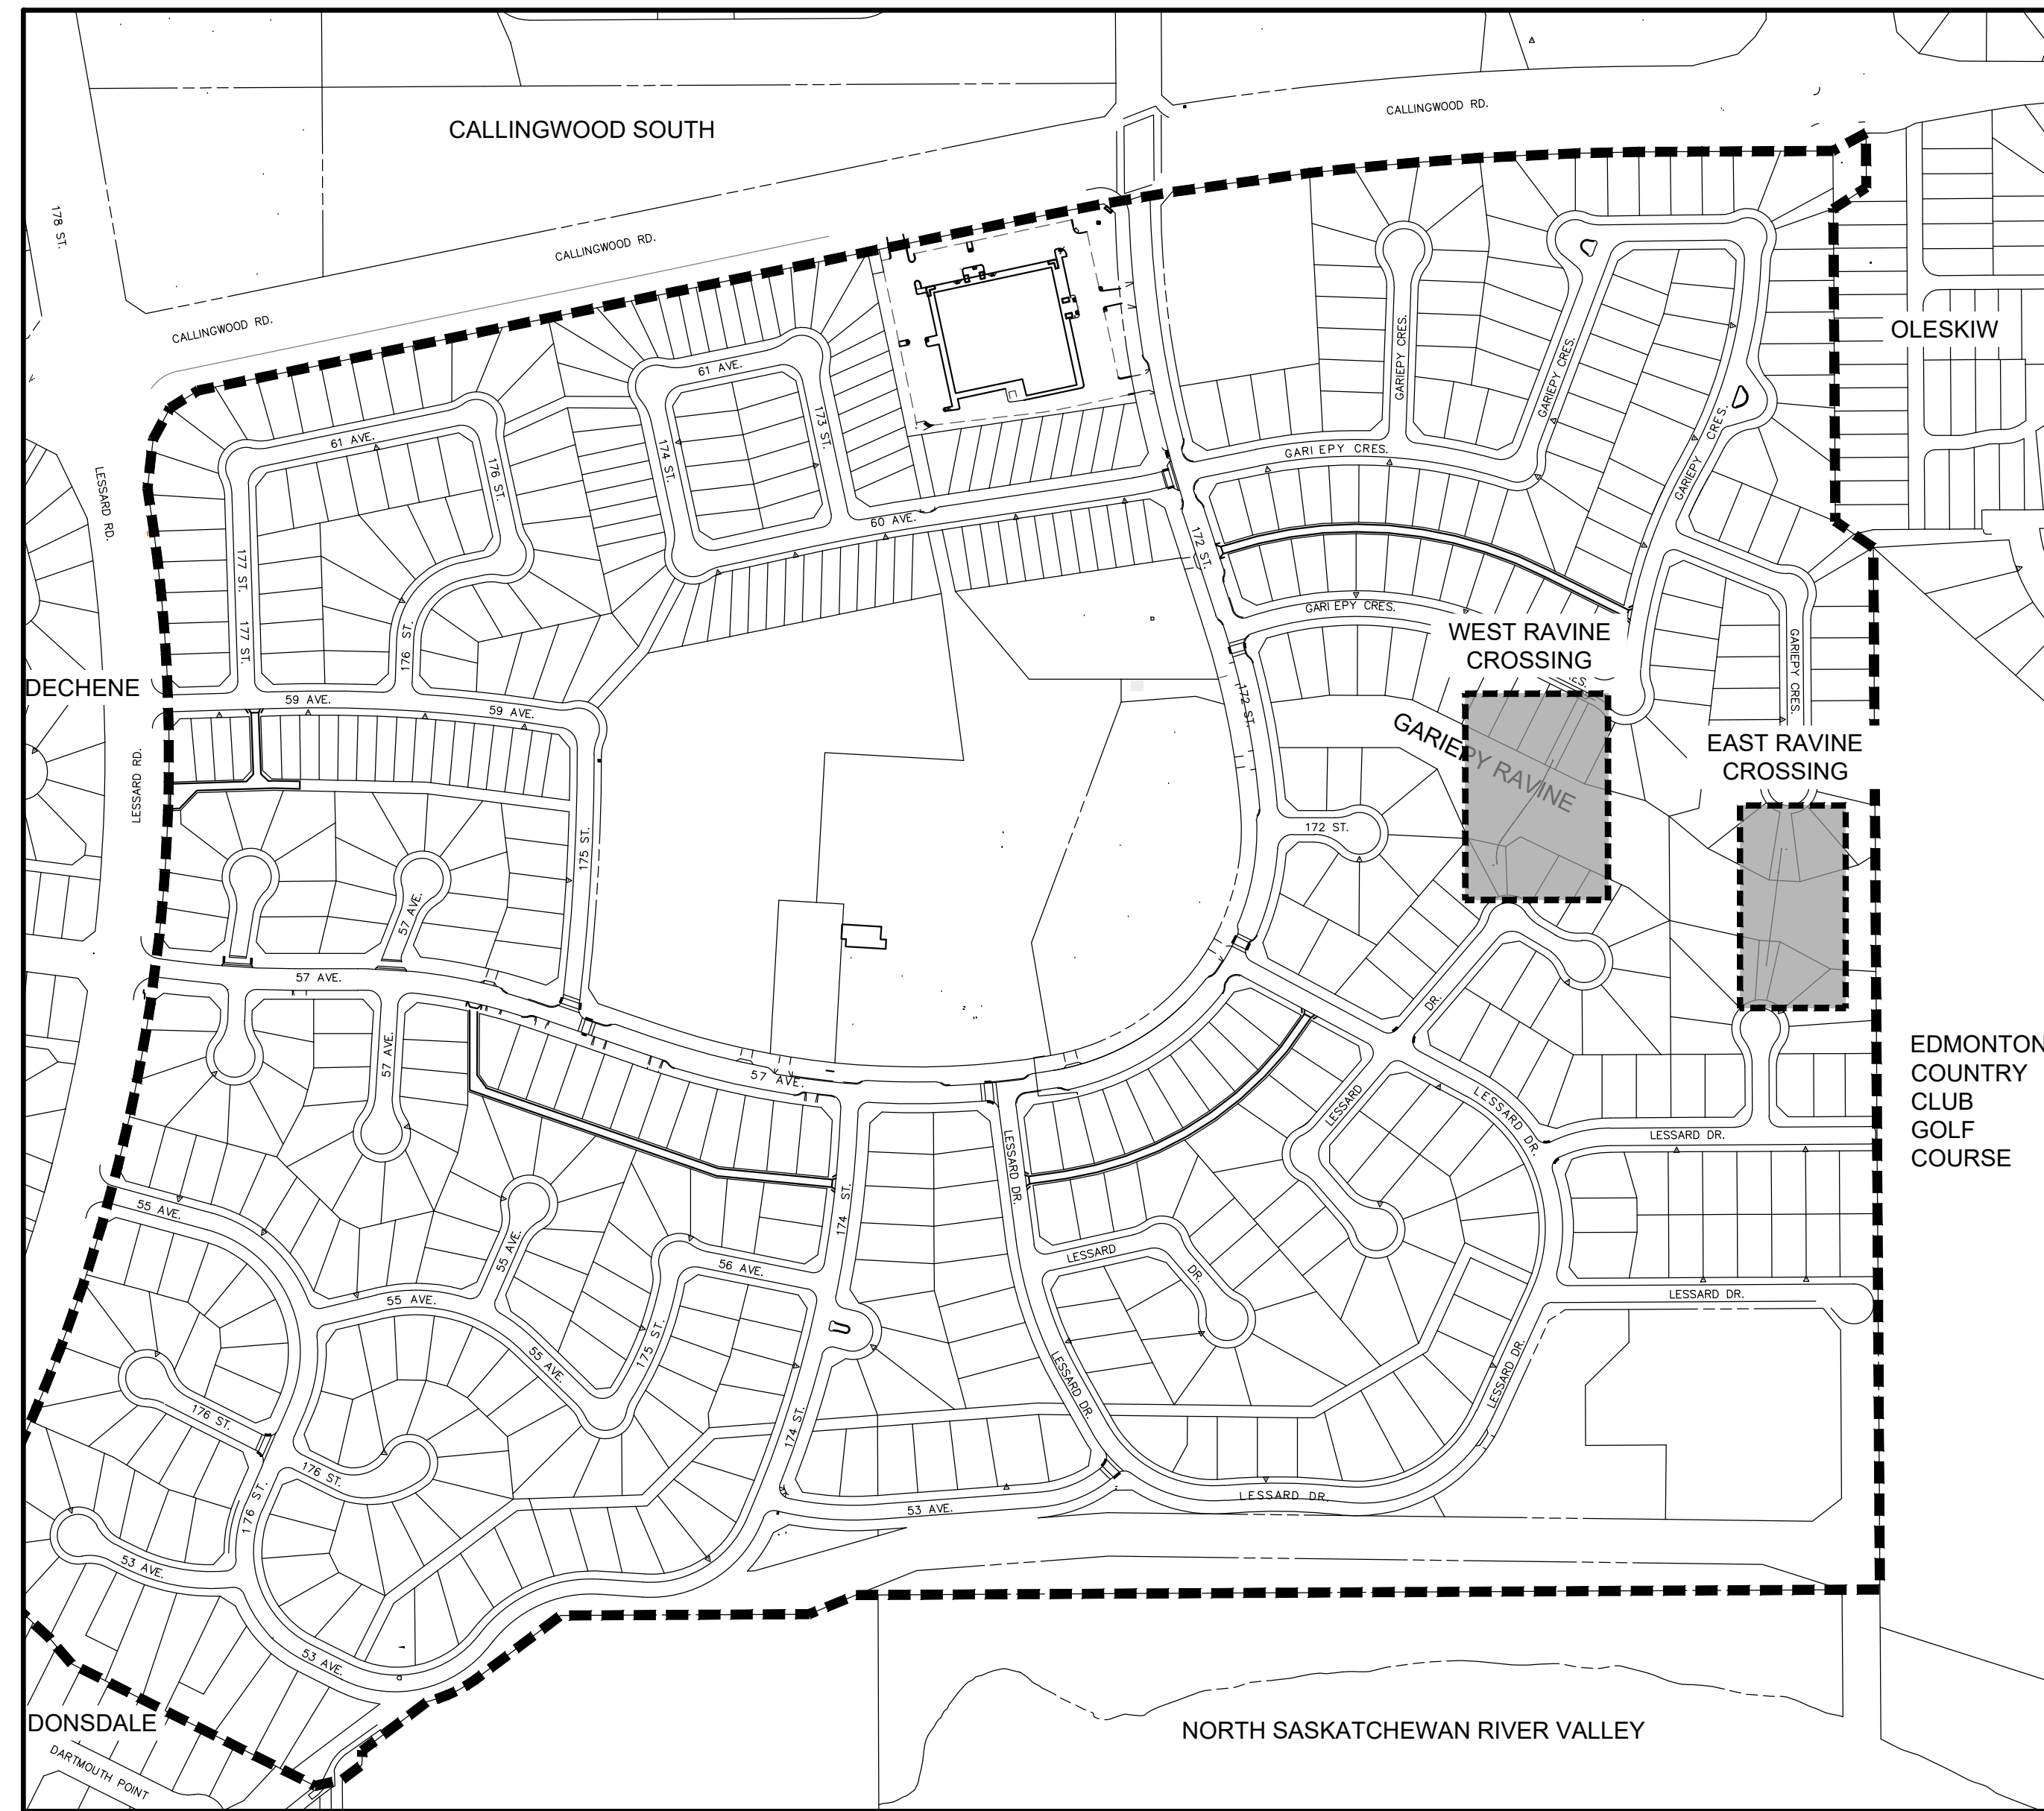 CALLINGWOOD RD.
CALLINGWOOD SOUTH
178 ST.
CALLINGWOOD RD.
CALLINGWOOD RD.
OLESKIW
61 AVE.
GARIEPY CRES.
GARIEPY CRES.
61 AVE.
173 ST.
174 ST.
176 ST.
GARIEPY CRES.
GARIEPY CRES.
LESSARD RD.
60 AVE.
172 ST.
177 ST.
177 ST.
176 ST.
GARIEPY CRES.
WEST RAVINE
CROSSING
GARIEPY CRES.
DECHENE
59 AVE.
59 AVE.
172 ST.
GARIEPY RAVINE
EAST RAVINE
CROSSING
LESSARD RD.
172 ST.
175 ST.
57 AVE.
57 AVE.
DR.
57 AVE.
57 AVE.
EDMONTON
COUNTRY
CLUB
GOLF
COURSE
LESSARD
LESSARD DR.
LESSARD DR.
LESSARD DR.
55 AVE.
174 ST.
55 AVE.
LESSARD
DR.
56 AVE.
55 AVE.
LESSARD DR.
175 ST.
55 AVE.
LESSARD DR.
LESSARD DR.
176 ST.
174 ST.
176 ST.
176 ST.
53 AVE.
LESSARD DR.
53 AVE.
53 AVE.
DONSDALE
NORTH SASKATCHEWAN RIVER VALLEY
DARTMOUTH POINT